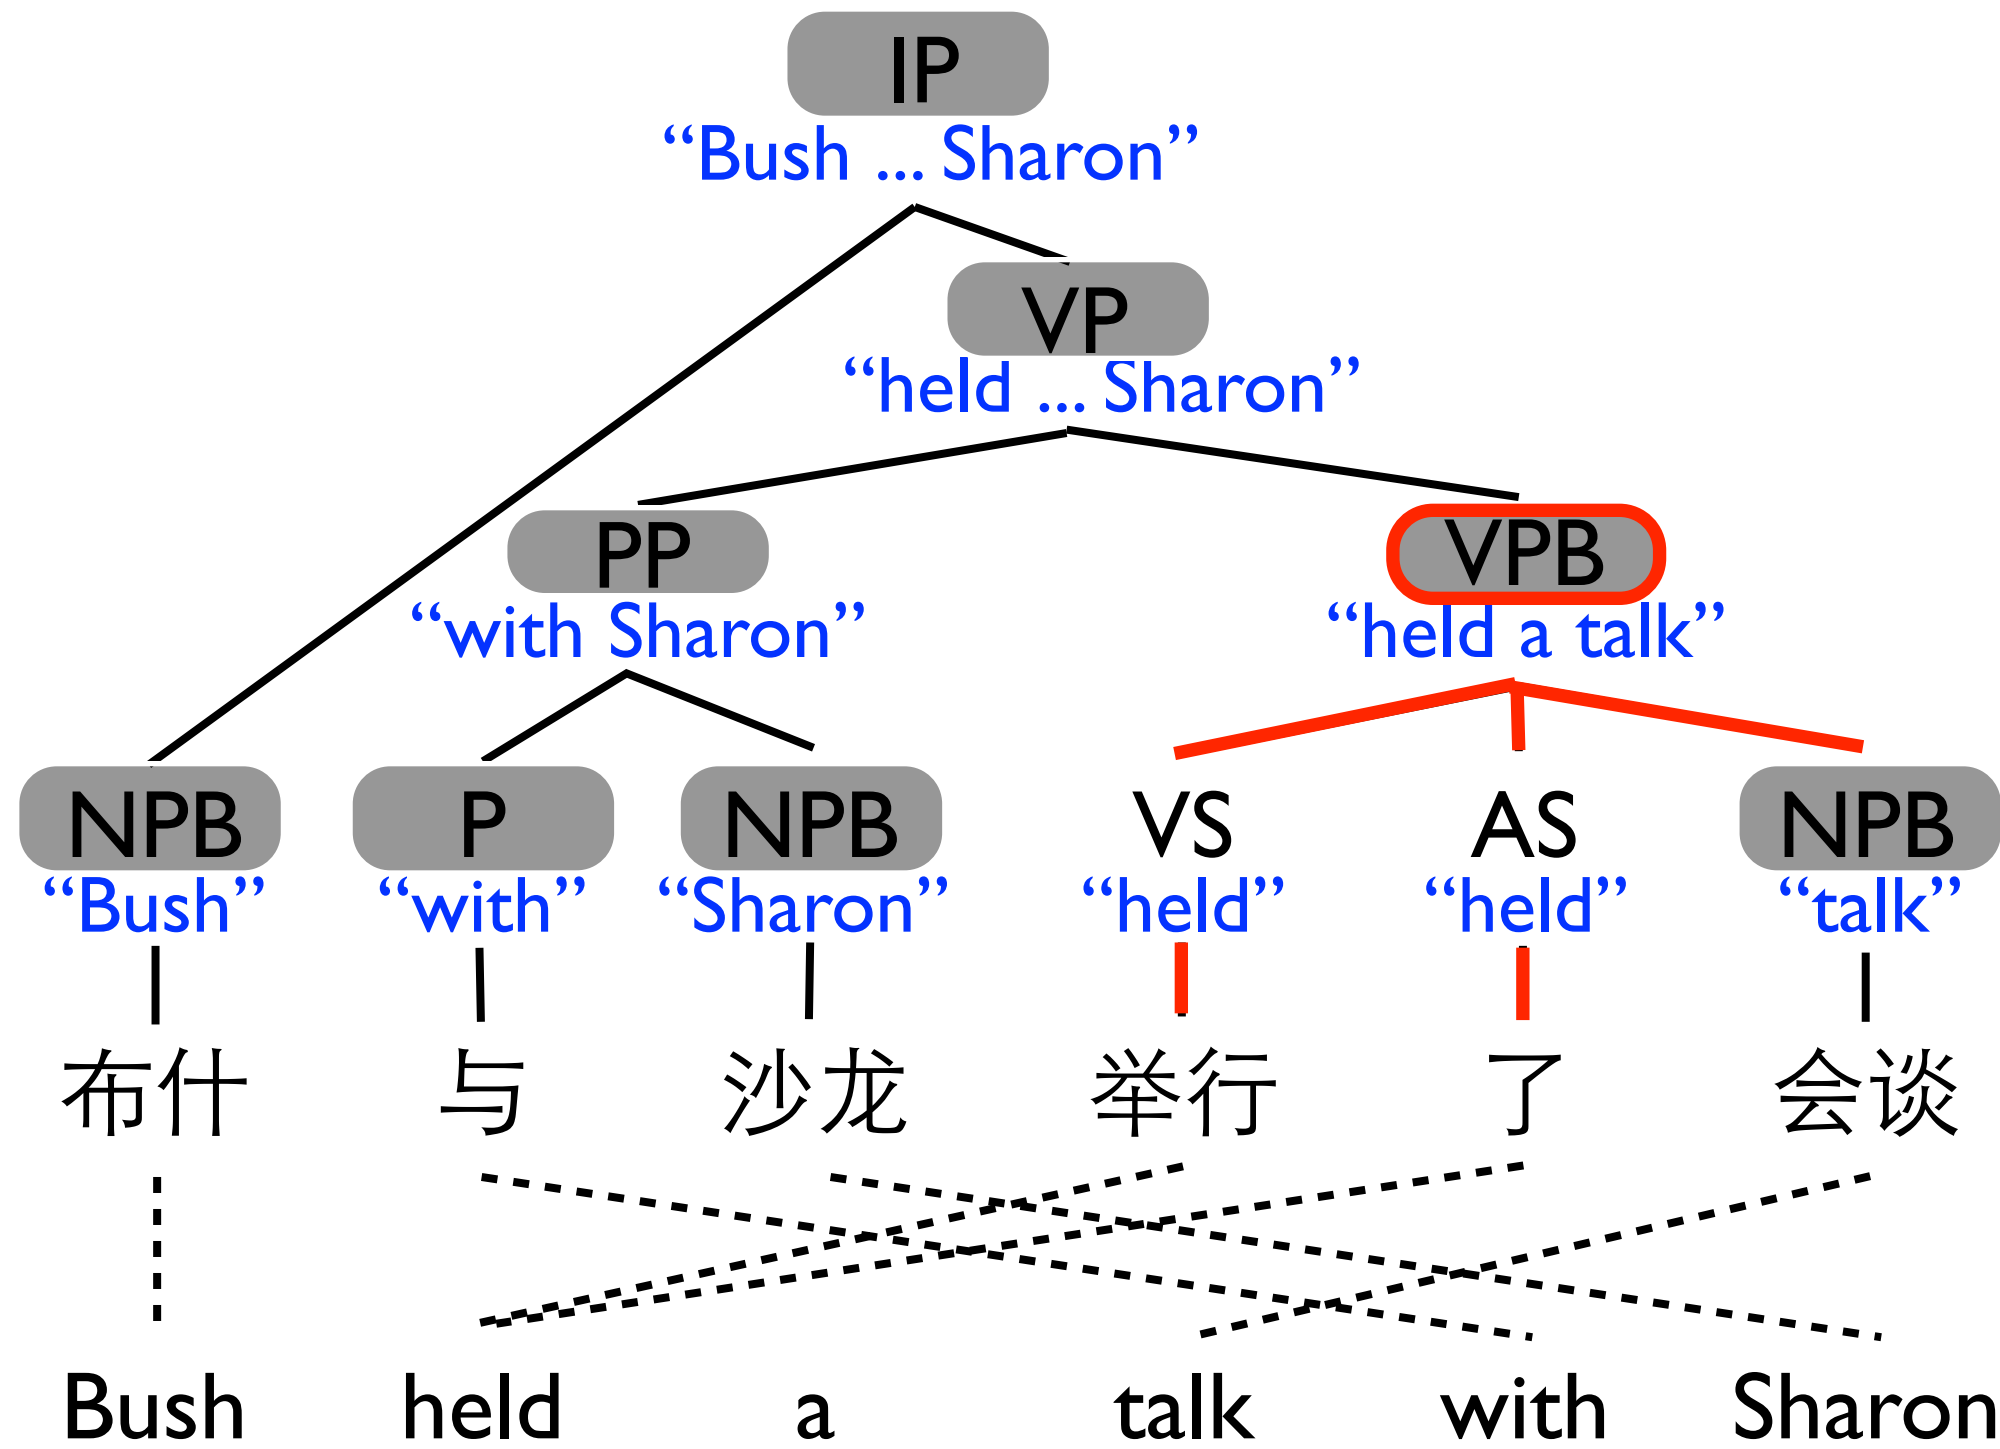 IP
“Bush ... Sharon”
VP
“held ... Sharon”
PP VPB
“with Sharon” “held a talk”
NPB P NPB VS AS NPB
“Bush” “with” “Sharon” “held” “held” “talk”
布什 与 沙龙 举行 了 会谈
Bush held a talk with Sharon